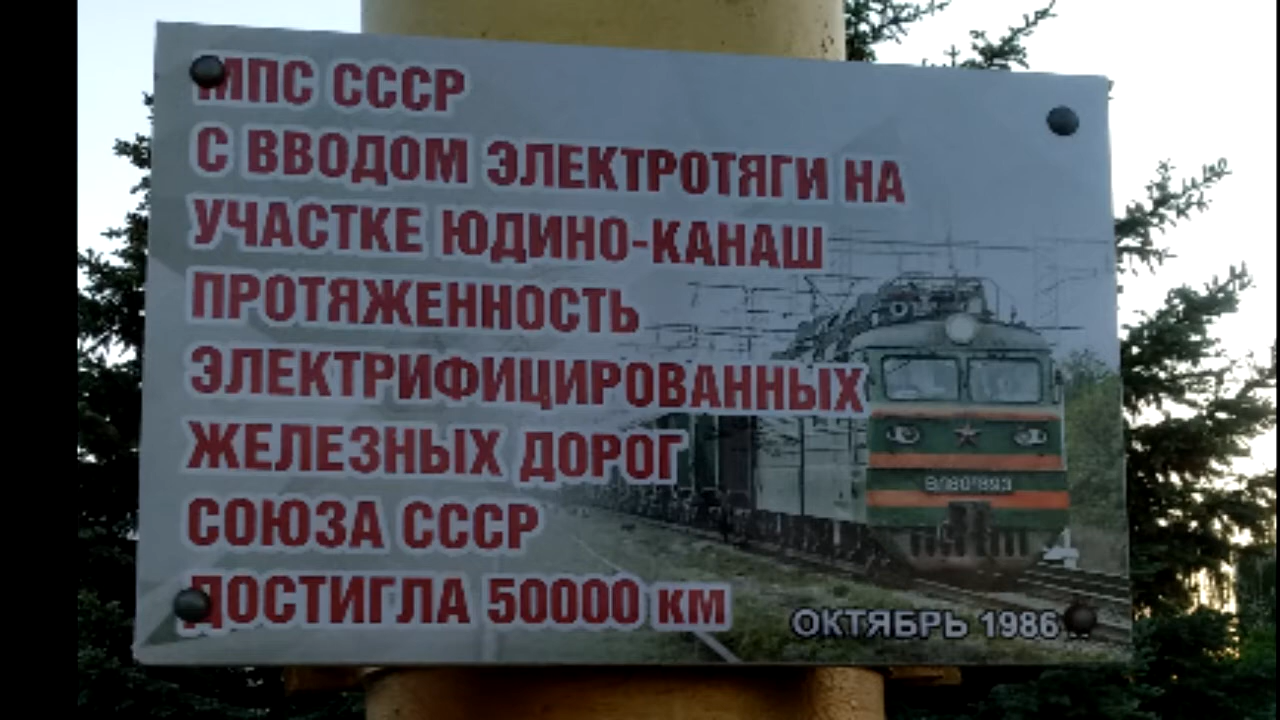 МПС СССР
С ВВОДОМ ЭЛЕКТРОТЯГИ НА
УЧАСТКЕ ЮДИНО-КАНАШ
ПРОТЯЖЕННОСТЬ
ЭЛЕКТРИФИЦИРОВАННЫХ
ЖЕЛЕЗНЫХ ДОРОГ
СОЮЗА СССР
ДОСТИГЛА 50000 км
ОКТЯБРЬ 1986